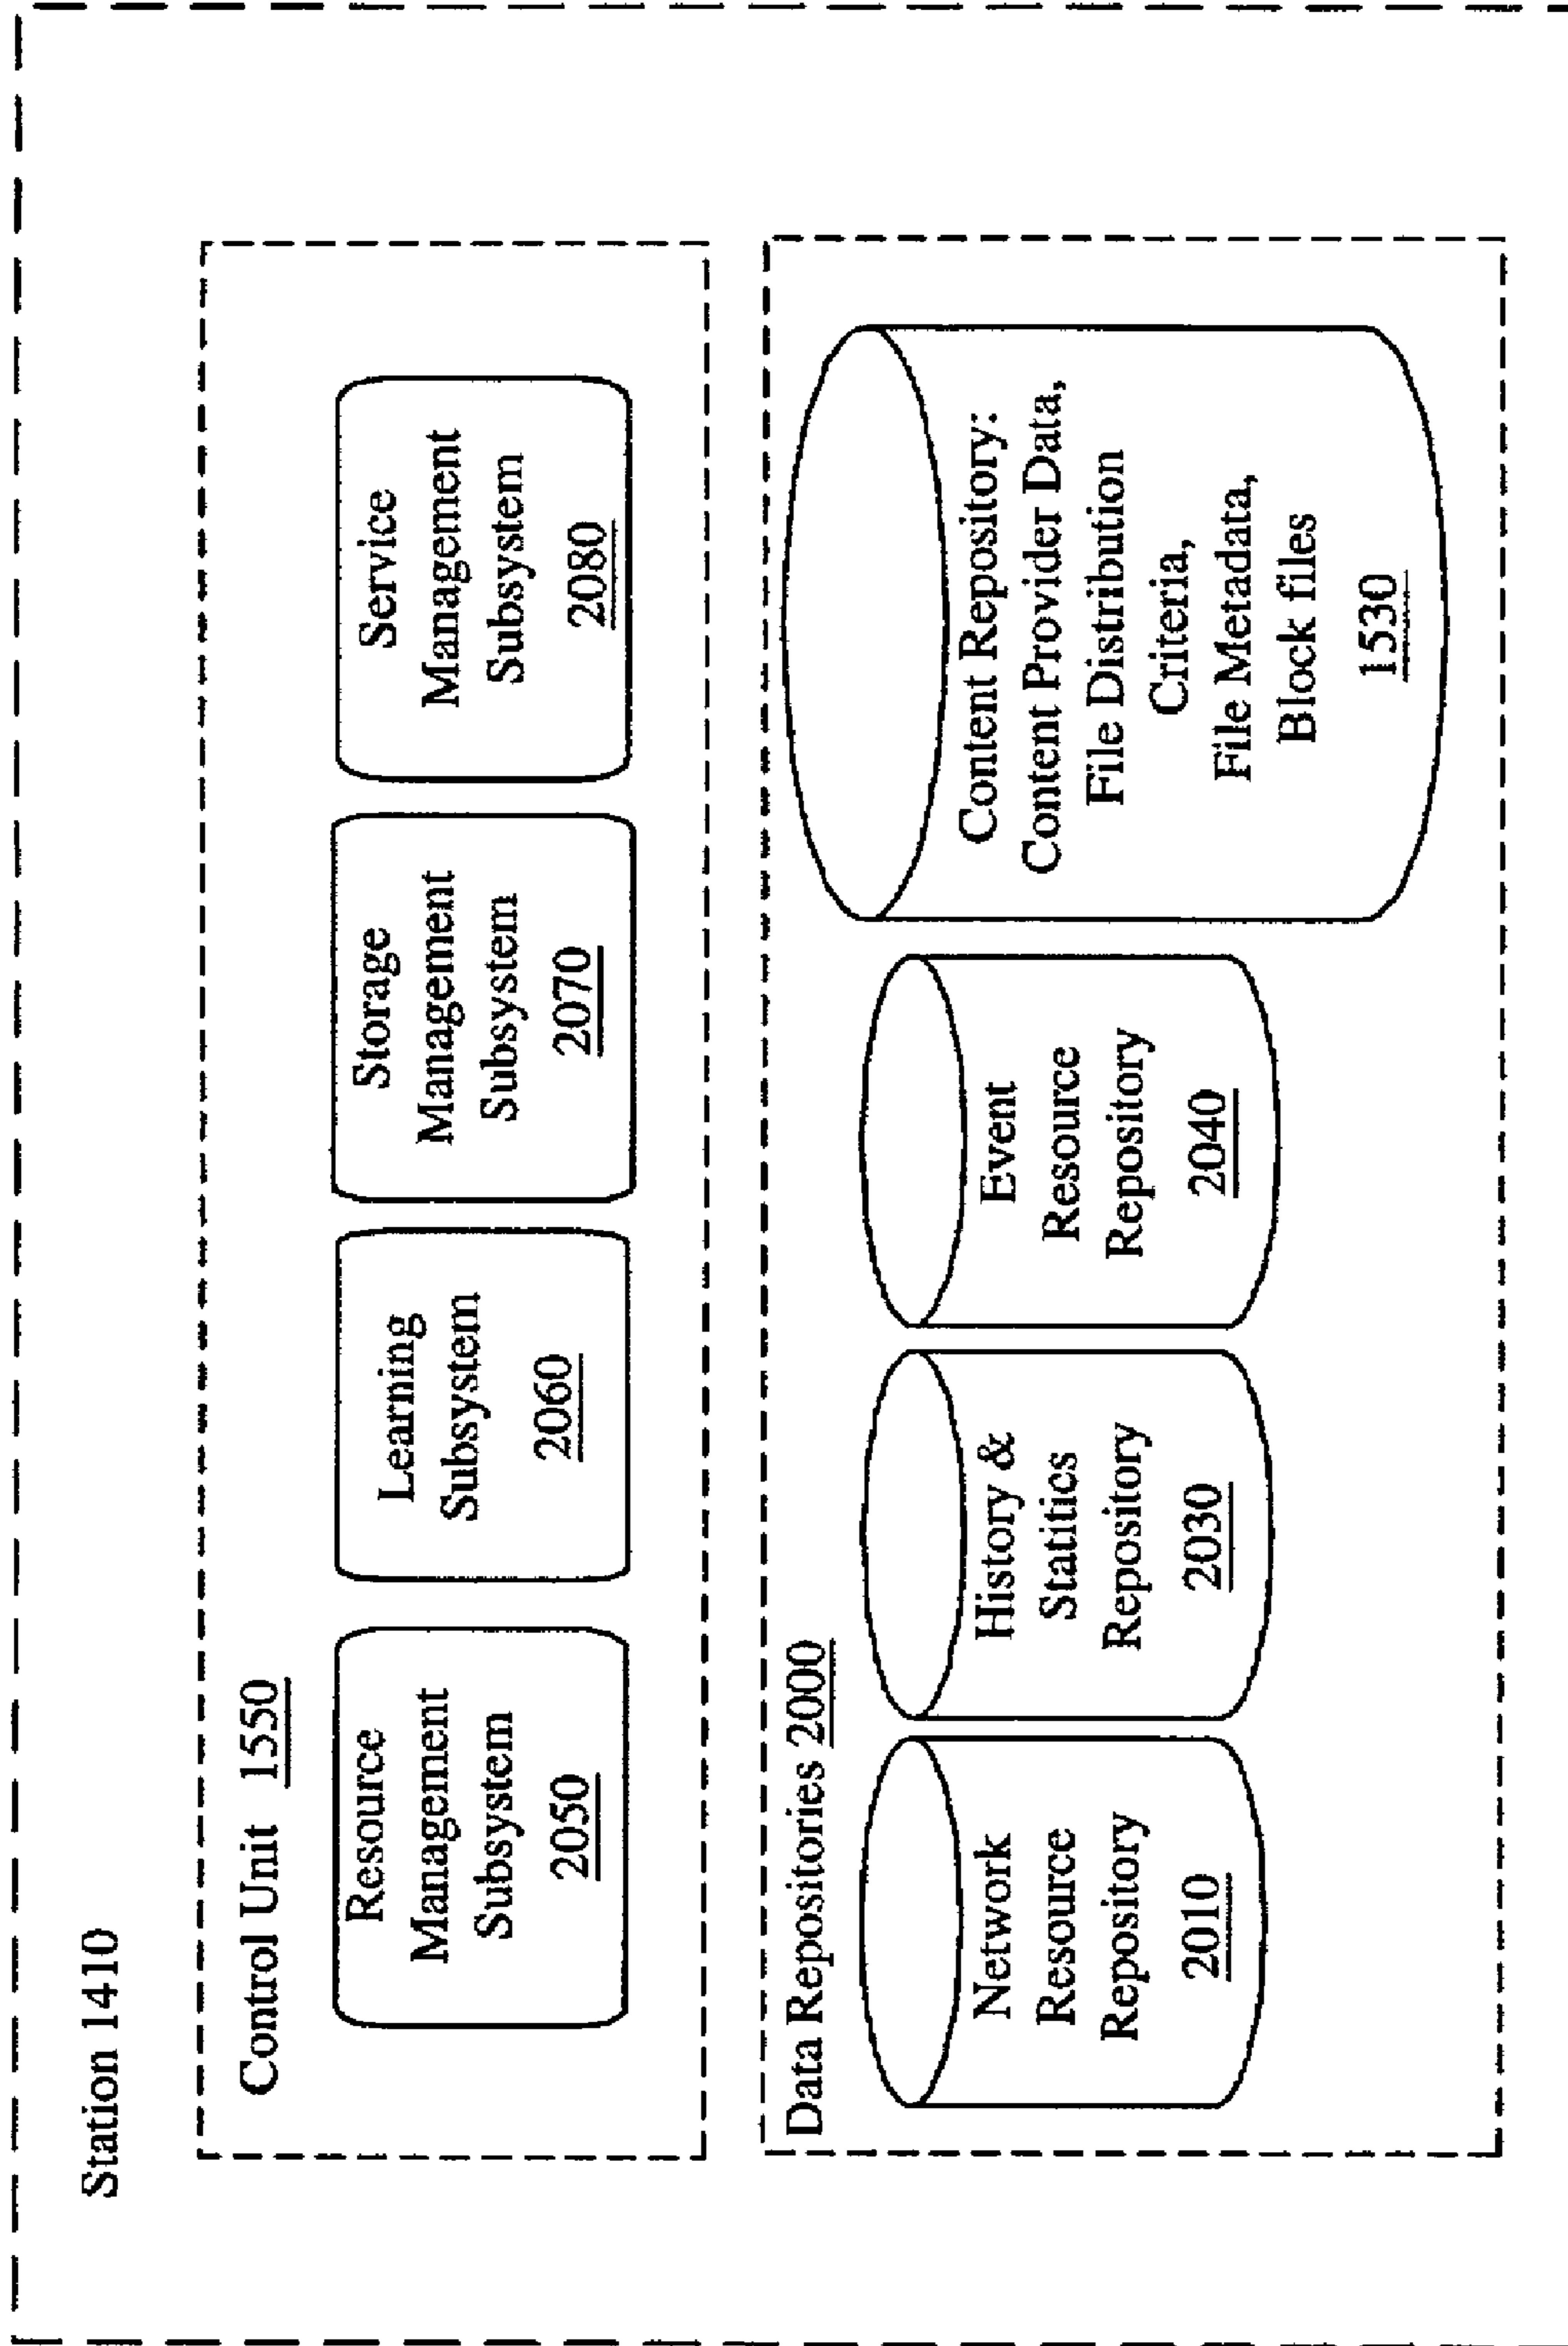 Station 1410
Control Unit 1550
Resource
Management
Subsystem
2050
Learning
Subsystem
2060
Storage
Management
Subsystem
2070
Service
Management
Subsystem
2080
Data Repositories 2000
Network
Resource
Repository
2010
History &
Statitics
Repository
2030
Event
Resource
Repository
2040
Content Repository:
Content Provider Data,
File Distribution
Criteria,
File Metadata,
Block files
1530